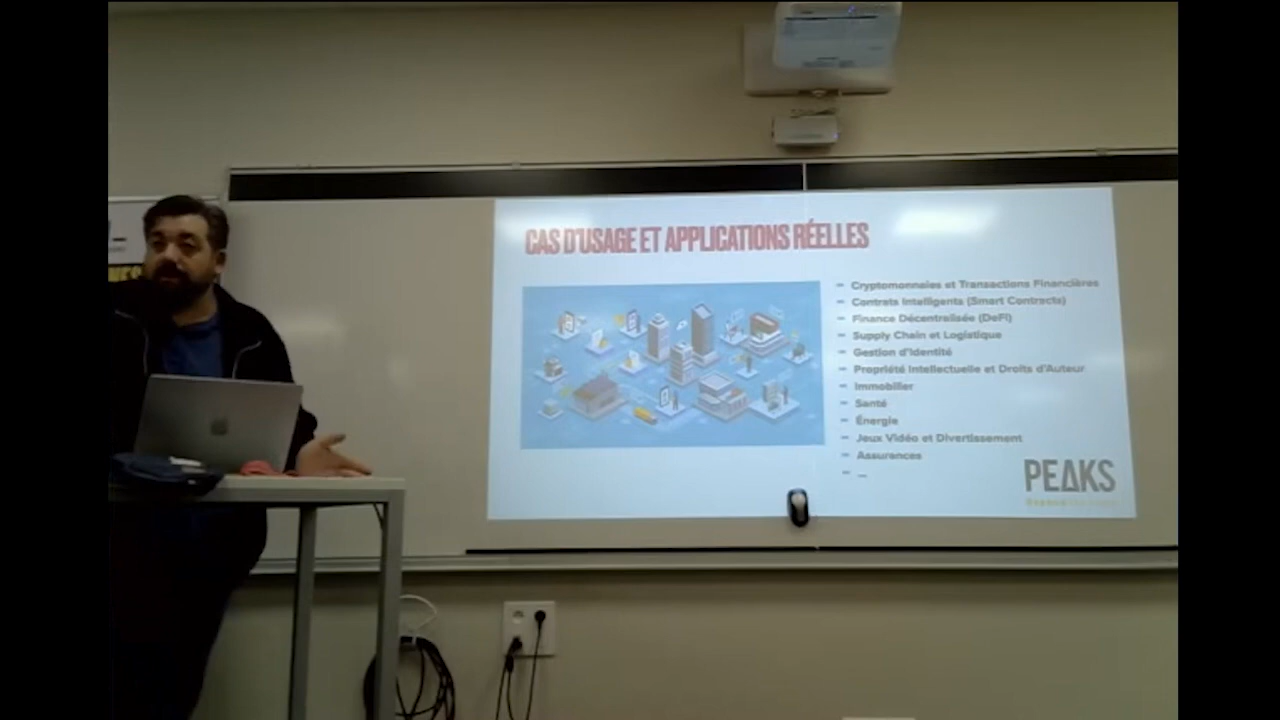 CAS D'USAGE ET APPLICATIONS RÉELLES
- Cryptomonnaies et Transactions Financières
- Contrats Intelligents (Smart Contracts)
- Finance Décentralisée (DeFi)
- Supply Chain et Logistique
- Gestion d'Identité
- Propriété Intellectuelle et Droits d'Auteur
- Immobilier
- Santé
- Énergie
- Jeux Vidéo et Divertissement
- Assurances
- ...
PEAKS